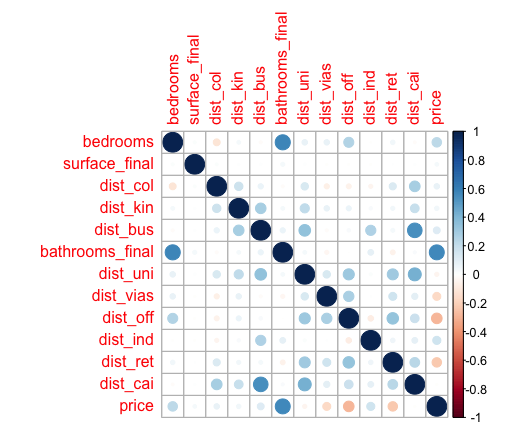 bedrooms
surface_final
dist_col
dist_kin
dist_bus
bathrooms_final
dist_uni
dist_vias
dist_off
dist_ind
dist_ret
dist_cai
price
bedrooms
surface_final
dist_col
dist_kin
dist_bus
bathrooms_final
dist_uni
dist_vias
dist_off
dist_ind
dist_ret
dist_cai
price
1
0.8
0.6
0.4
0.2
0
-0.2
-0.4
-0.6
-0.8
-1